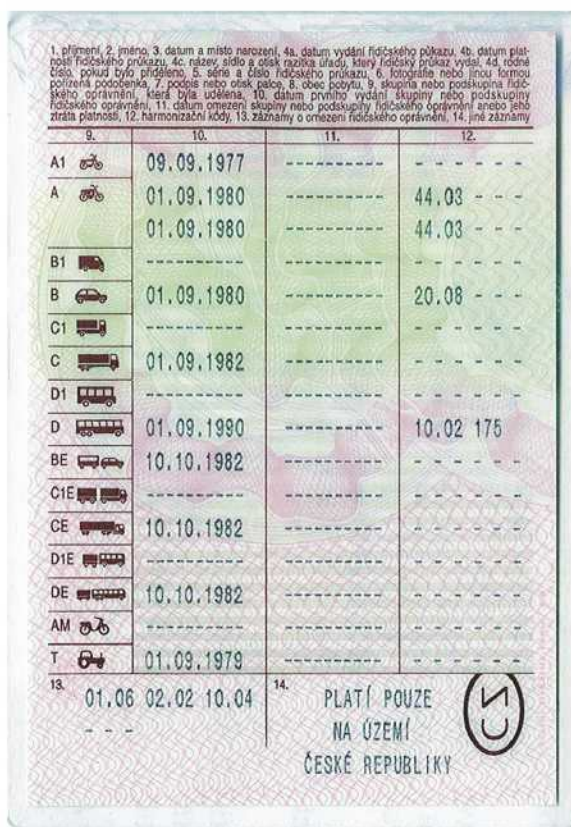 1. příjmení, 2. jméno, 3. datum a místo narození, 4a. datum vydání řidičského půkazu, 4b. datum plat-
nosti řidičského průkazu, 4c. název, sídlo a otisk razítka úřadu, který řidičský průkaz vydal, 4d. rodné
číslo, pokud bylo přiděleno, 5. série a číslo řidičského průkazu, 6. fotografie nebo jinou formou
pořízená podobenka, 7. podpis nebo otisk palce, 8. obec pobytu, 9. skupina nebo podskupina řidič-
ského oprávnění, která byla udělena, 10. datum prvního vydání skupiny nebo podskupiny
řidičského oprávnění, 11. datum omezení skupiny nebo podskupiny řidičského oprávnění anebo jeho
ztráta platnosti, 12. harmonizační kódy, 13. záznamy o omezení řidičského oprávnění, 14. jiné záznamy
9. 10. 11. 12.
A1 09.09.1977 ---------- - - - - - -
A 01.09.1980 ---------- 44.03 - - -
01.09.1980 ---------- 44.03 - - -
B1 ---------- ---------- - - - - - -
B 01.09.1980 ---------- 20.08 - - -
C1 ---------- ---------- - - - - - -
C 01.09.1982 ---------- - - - - - -
D1 ---------- ---------- - - - - - -
D 01.09.1990 ---------- 10.02 175
BE 10.10.1982 ---------- - - - - - -
C1E ---------- ---------- - - - - - -
CE 10.10.1982 ---------- - - - - - -
D1E ---------- ---------- - - - - - -
DE 10.10.1982 ---------- - - - - - -
AM ---------- ---------- - - - - - -
T 01.09.1979 ---------- - - - - - -
13. 01.06 02.02 10.04
- - -
14. PLATÍ POUZE
NA ÚZEMÍ
ČESKÉ REPUBLIKY